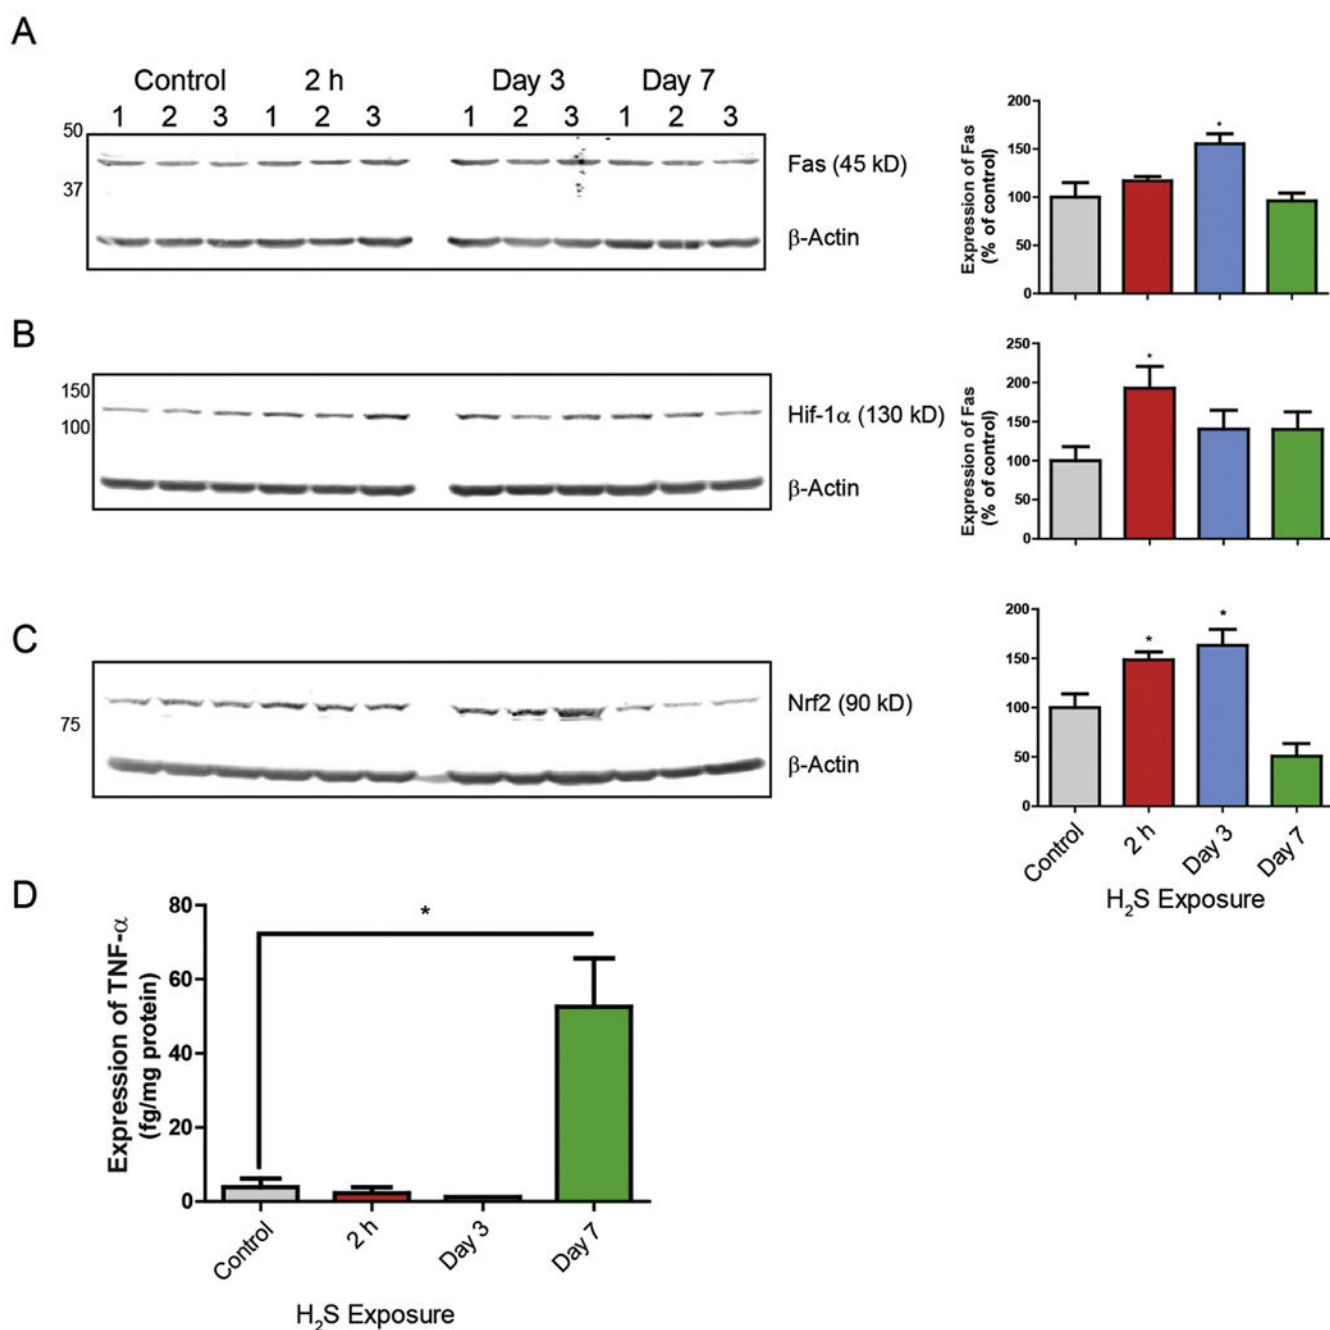 A
Control 2 h Day 3 Day 7
1 2 3 1 2 3 1 2 3 1 2 3
50
37
Fas (45 kD)
β-Actin
Expression of Fas
(% of control)
200
150
100
50
0
*
B
150
100
Hif-1α (130 kD)
β-Actin
Expression of Fas
(% of control)
250
200
150
100
50
0
*
C
75
Nrf2 (90 kD)
β-Actin
200
150
100
50
0
* *
Control 2 h Day 3 Day 7
H₂S Exposure
D
Expression of TNF-α
(fg/mg protein)
80
60
40
20
0
*
Control 2 h Day 3 Day 7
H₂S Exposure